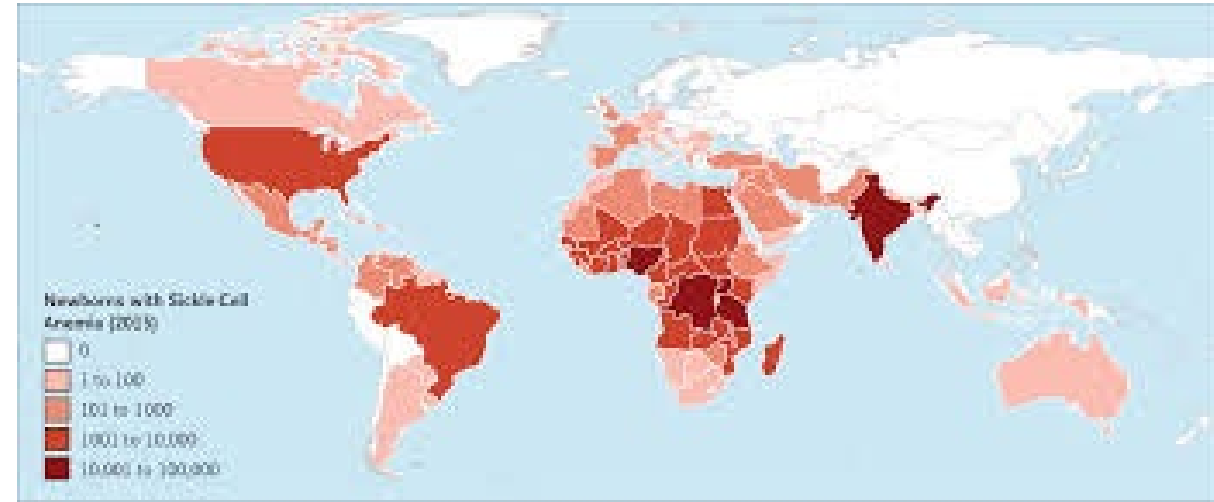 Newborns with Sickle Cell
Anemia (2015)
0
1 to 100
101 to 1000
1001 to 10,000
10,001 to 100,000